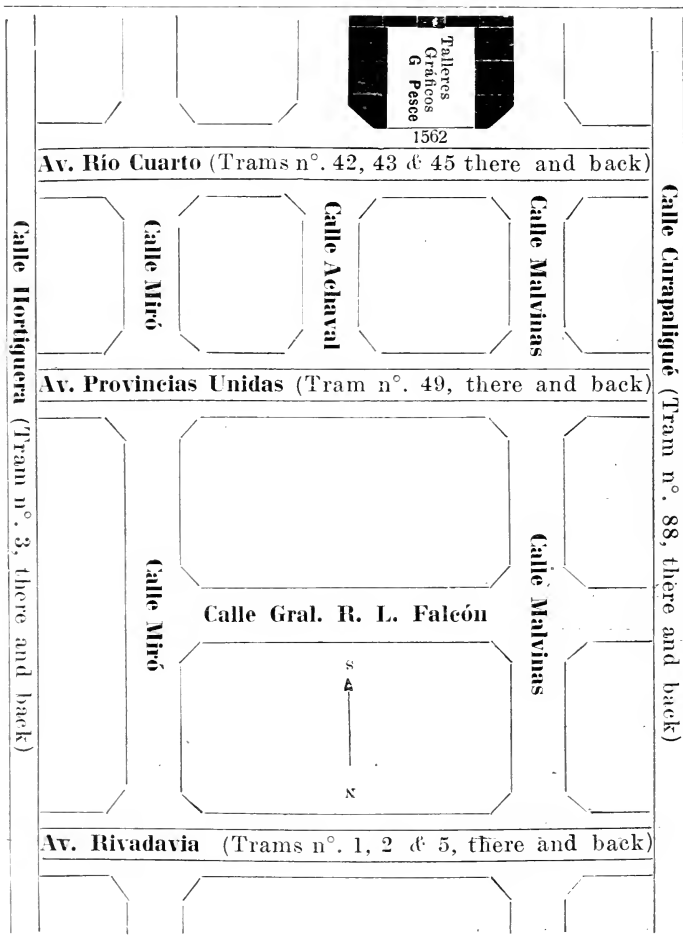 Talleres
Gráficos
G Pesce
1562
Av. Río Cuarto (Trams n°. 42, 43 & 45 there and back)
Calle Hortiguera (Tram n°. 3, there and back)
Calle Miró
Calle Achaval
Calle Malvinas
Calle Curapaligué (Tram n°. 88, there and back)
Av. Provincias Unidas (Tram n°. 49, there and back)
Calle Miró
Calle Gral. R. L. Falcón
Calle Malvinas
S
N
Av. Rivadavia (Trams n°. 1, 2 & 5, there and back)